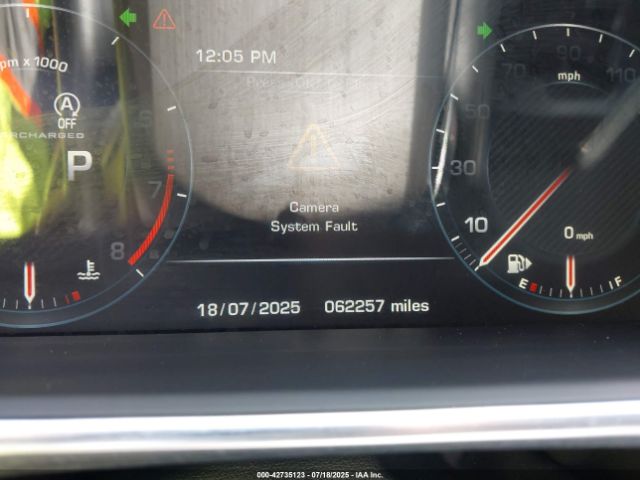 12:05 PM
pm x 1000
90
70
110
mph
A
OFF
50
RCHARGED
P
7
30
Camera
System Fault
10
0 mph
8
E
F
18/07/2025 062257 miles
000-42735123 - 07/18/2025 - IAA Inc.